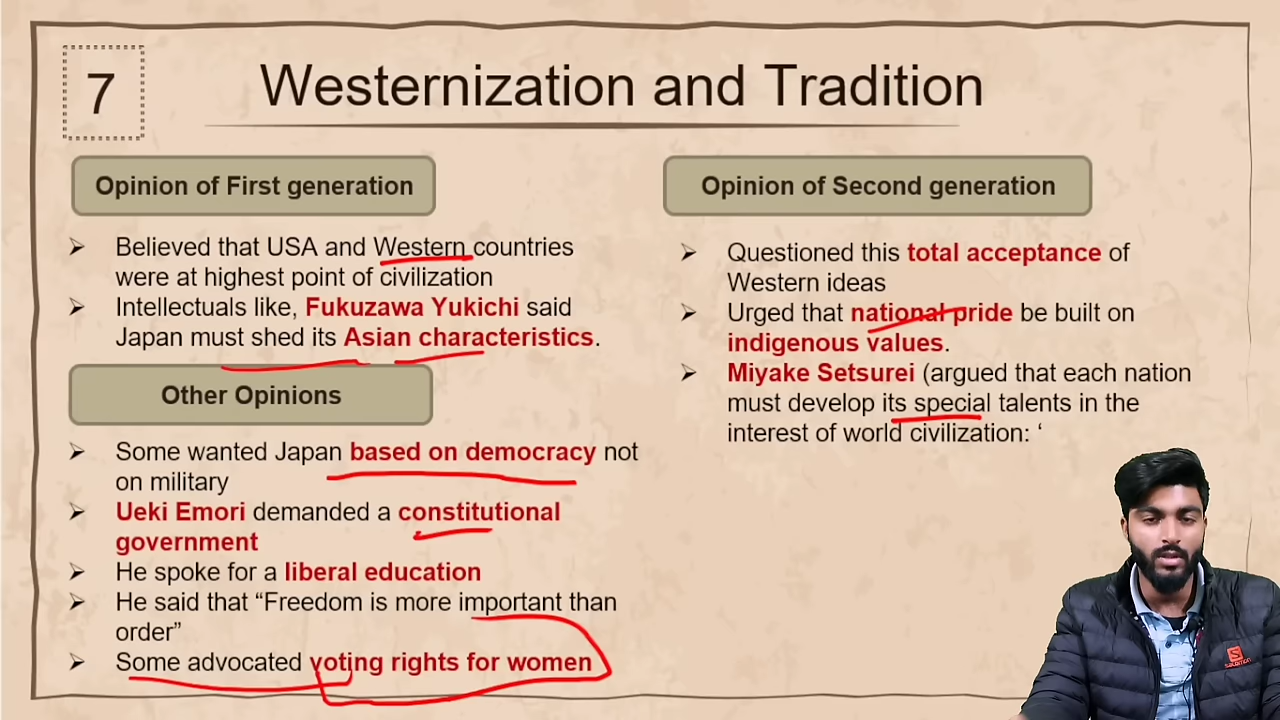 7
Westernization and Tradition
Opinion of First generation
Believed that USA and Western countries
were at highest point of civilization
Intellectuals like, Fukuzawa Yukichi said
Japan must shed its Asian characteristics.
Other Opinions
Some wanted Japan based on democracy not
on military
Ueki Emori demanded a constitutional
government
He spoke for a liberal education
He said that “Freedom is more important than
order”
Some advocated voting rights for women
Opinion of Second generation
Questioned this total acceptance of
Western ideas
Urged that national pride be built on
indigenous values.
Miyake Setsurei (argued that each nation
must develop its special talents in the
interest of world civilization: ‘
S
salomon